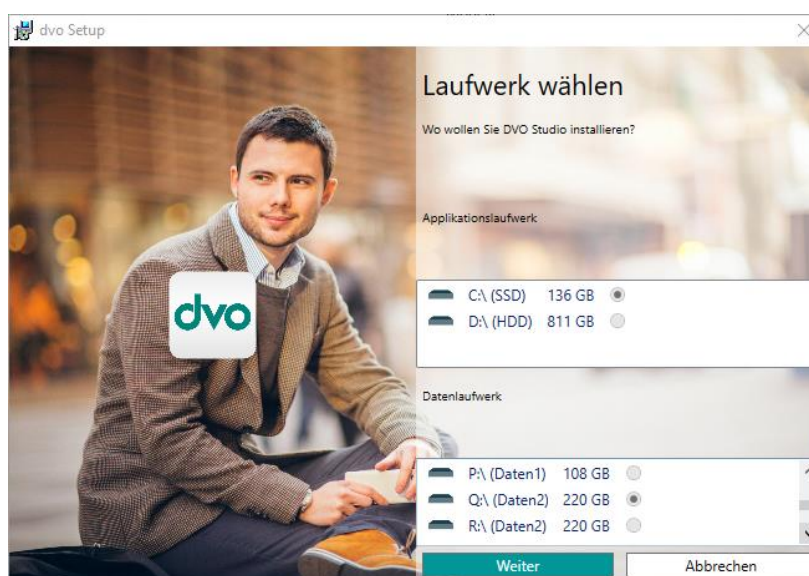 dvo Setup
Laufwerk wählen
Wo wollen Sie DVO Studio installieren?
Applikationslaufwerk
C:\ (SSD) 136 GB
D:\ (HDD) 811 GB
dvo
Datenlaufwerk
P:\ (Daten1) 108 GB
Q:\ (Daten2) 220 GB
R:\ (Daten2) 220 GB
Weiter
Abbrechen